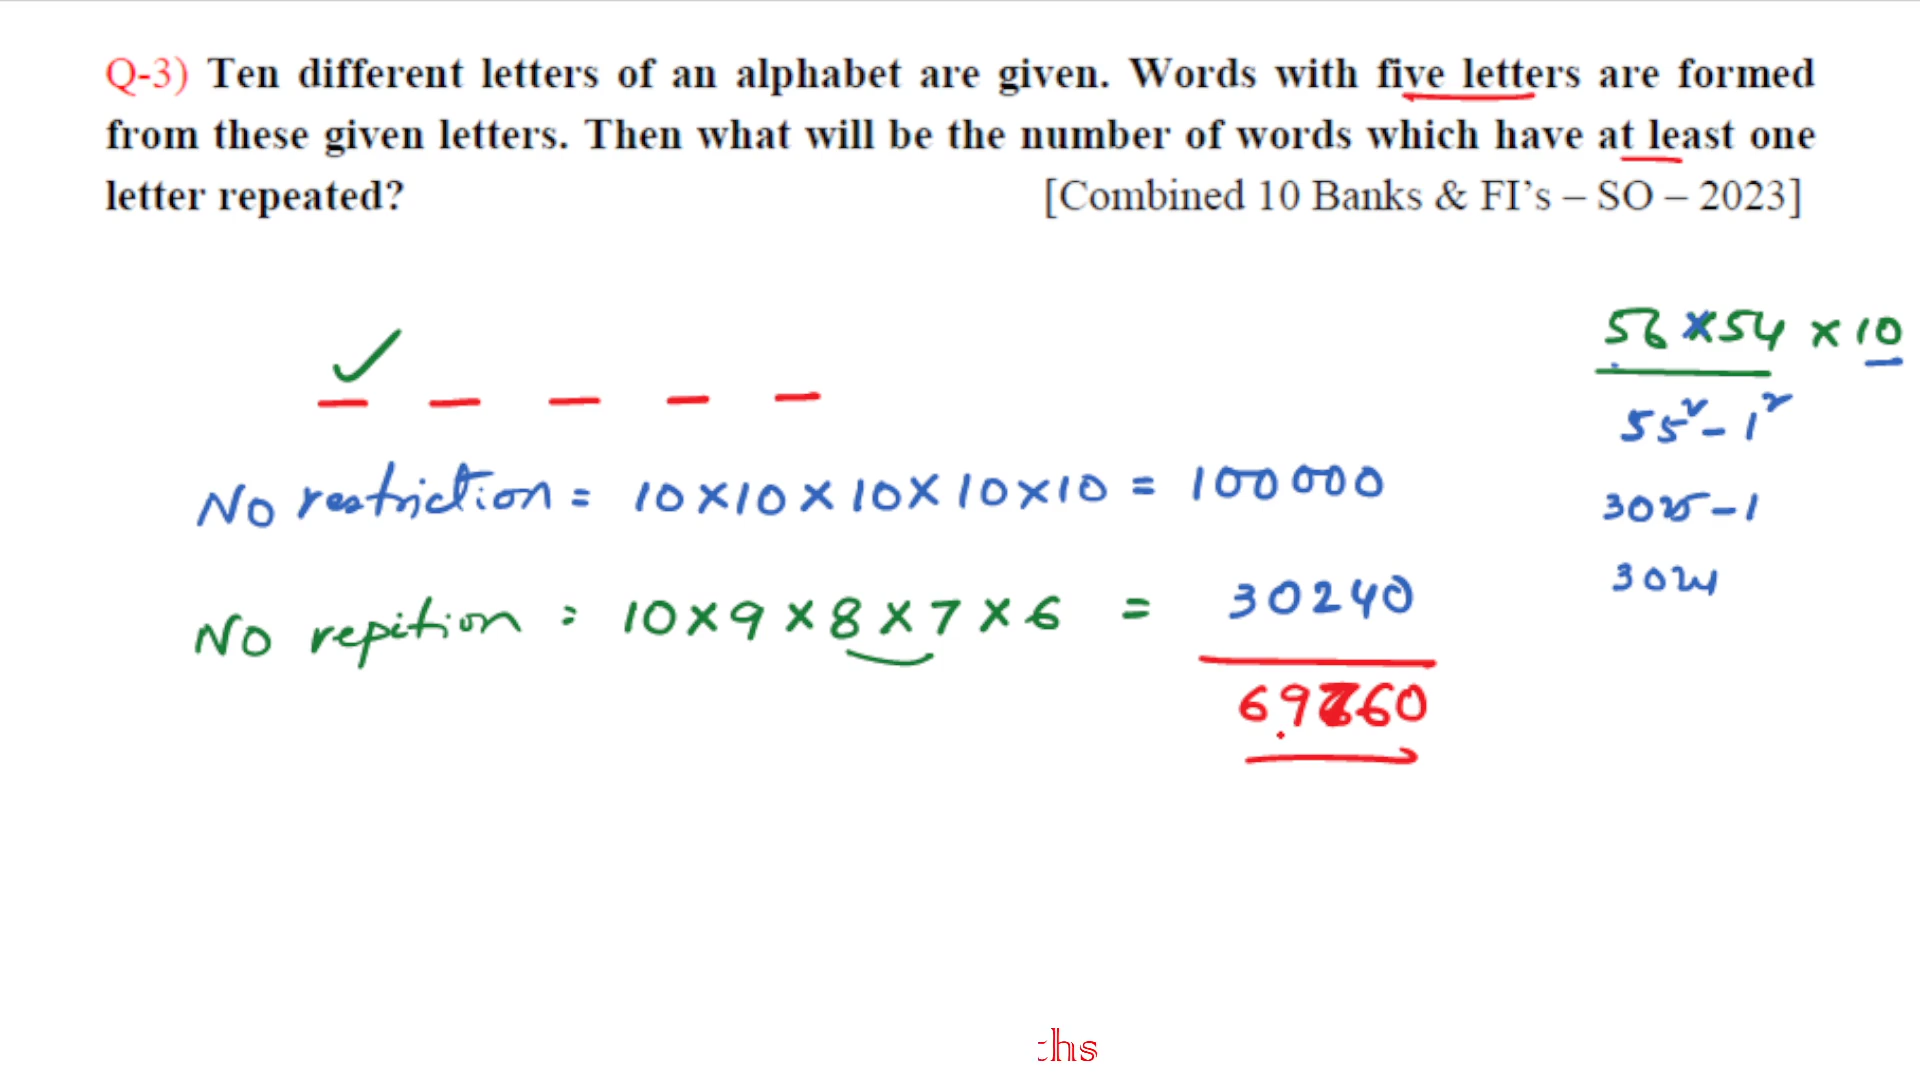 Q-3) Ten different letters of an alphabet are given. Words with five letters are formed
from these given letters. Then what will be the number of words which have at least one
letter repeated? [Combined 10 Banks & FI’s – SO – 2023]
56 × 54 × 10
55² - 1²
3025 - 1
3024
No restriction = 10 × 10 × 10 × 10 × 10 = 100000
No repition = 10 × 9 × 8 × 7 × 6 = 30240
69760
ths